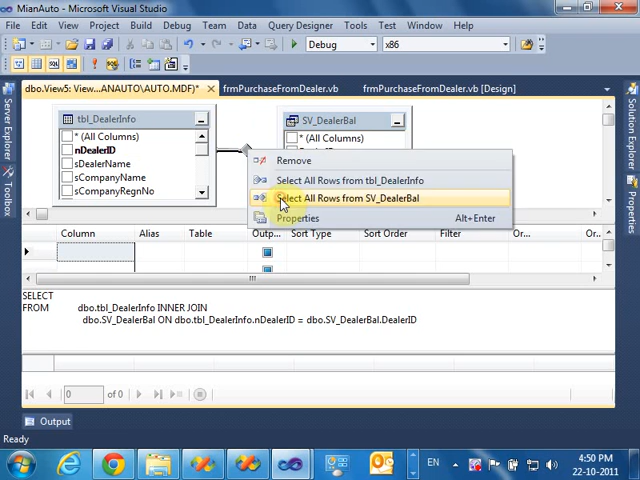 MianAuto - Microsoft Visual Studio
File Edit View Project Build Debug Team Data Query Designer Tools
Test Window Help
Debug x86
dbo.View5: View...ANAUTO\AUTO.MDF)* frmPurchaseFromDealer.vb frmPurchaseFromDealer.vb [Design]
Server Explorer
Toolbox
Solution Explorer
Properties
tbl_DealerInfo
* (All Columns)
nDealerID
sDealerName
sCompanyName
sCompanyRegnNo
SV_DealerBal
* (All Columns)
Remove
Select All Rows from tbl_DealerInfo
Select All Rows from SV_DealerBal
Properties Alt+Enter
Column Alias Table Outp... Sort Type Sort Order Filter Or... Or...
SELECT
FROM dbo.tbl_DealerInfo INNER JOIN
dbo.SV_DealerBal ON dbo.tbl_DealerInfo.nDealerID = dbo.SV_DealerBal.DealerID
0 of 0
Output
Ready
EN
4:50 PM
22-10-2011